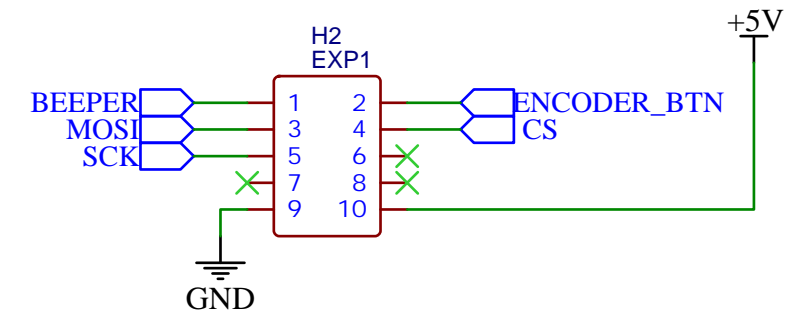 +5V
H2
EXP1
BEEPER 1 2 ENCODER_BTN
MOSI 3 4 CS
SCK 5 6
7 8
9 10
GND